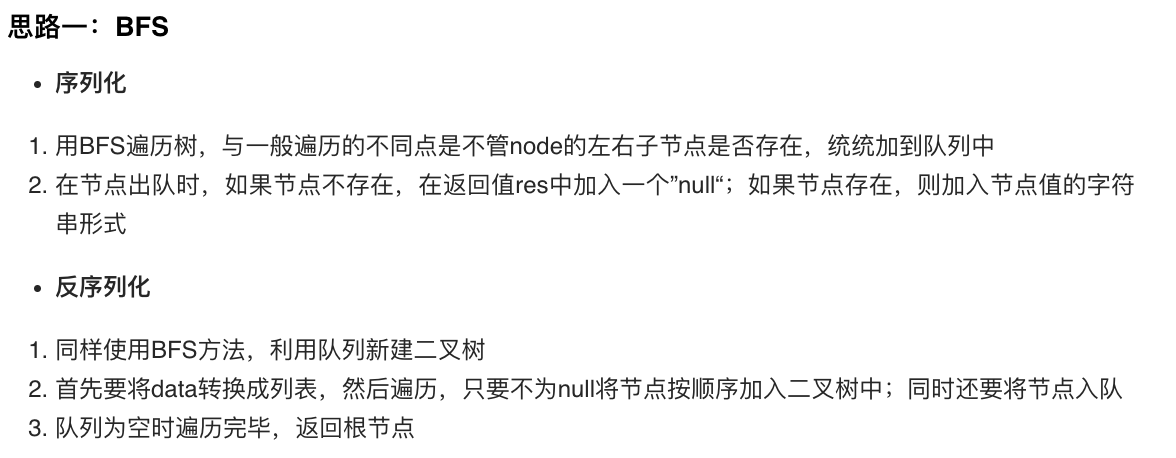 思路一：BFS
• 序列化
1. 用BFS遍历树，与一般遍历的不同点是不管node的左右子节点是否存在，统统加到队列中
2. 在节点出队时，如果节点不存在，在返回值res中加入一个”null“；如果节点存在，则加入节点值的字符
串形式
• 反序列化
1. 同样使用BFS方法，利用队列新建二叉树
2. 首先要将data转换成列表，然后遍历，只要不为null将节点按顺序加入二叉树中；同时还要将节点入队
3. 队列为空时遍历完毕，返回根节点